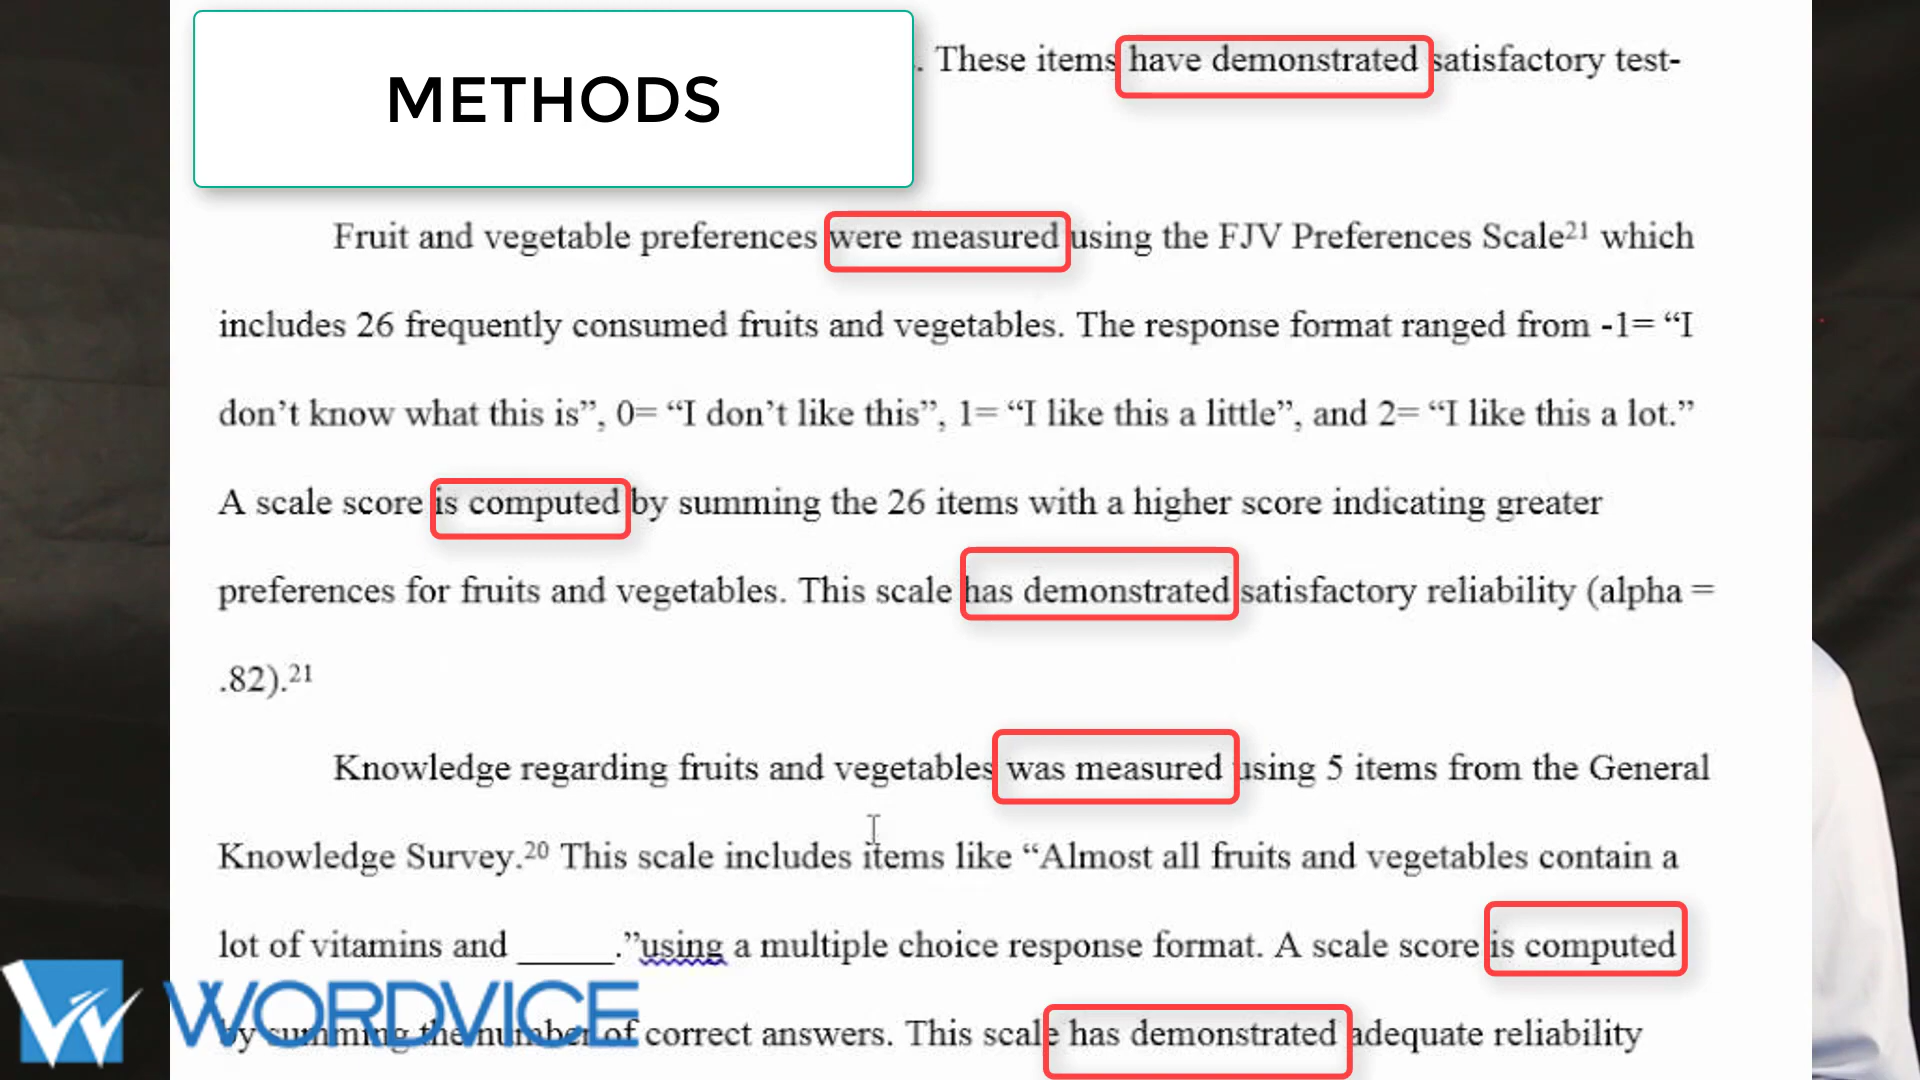 METHODS
. These items have demonstrated satisfactory test-
Fruit and vegetable preferences were measured using the FJV Preferences Scale21 which
includes 26 frequently consumed fruits and vegetables. The response format ranged from -1= “I
don’t know what this is”, 0= “I don’t like this”, 1= “I like this a little”, and 2= “I like this a lot.”
A scale score is computed by summing the 26 items with a higher score indicating greater
preferences for fruits and vegetables. This scale has demonstrated satisfactory reliability (alpha =
.82).21
Knowledge regarding fruits and vegetables was measured using 5 items from the General
Knowledge Survey.20 This scale includes items like “Almost all fruits and vegetables contain a
lot of vitamins and _____.”using a multiple choice response format. A scale score is computed
by summing the number of correct answers. This scale has demonstrated adequate reliability
WORDVICE